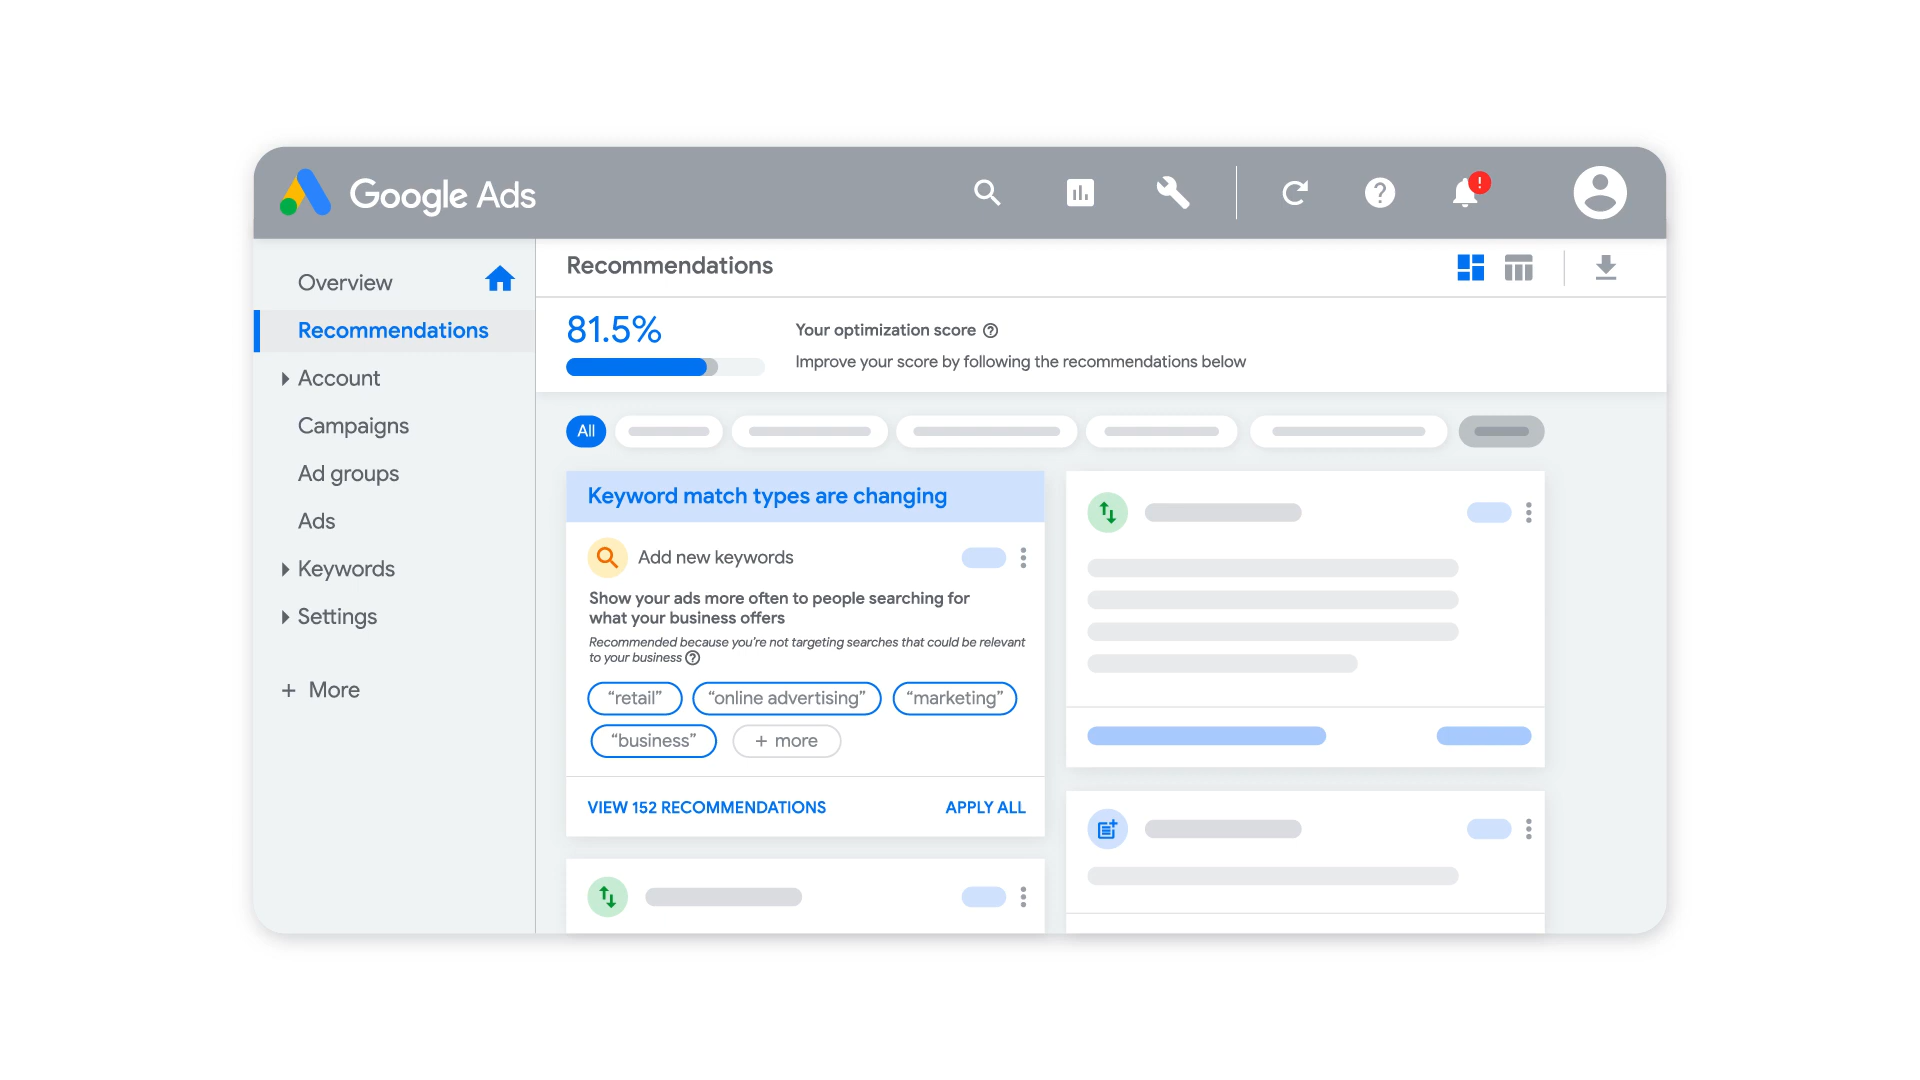 Google Ads
Overview
Recommendations
Account
Campaigns
Ad groups
Ads
Keywords
Settings
+ More
Recommendations
81.5%
Your optimization score
Improve your score by following the recommendations below
All
Keyword match types are changing
Add new keywords
Show your ads more often to people searching for
what your business offers
Recommended because you’re not targeting searches that could be relevant
to your business
“retail” “online advertising” “marketing”
“business” + more
VIEW 152 RECOMMENDATIONS APPLY ALL